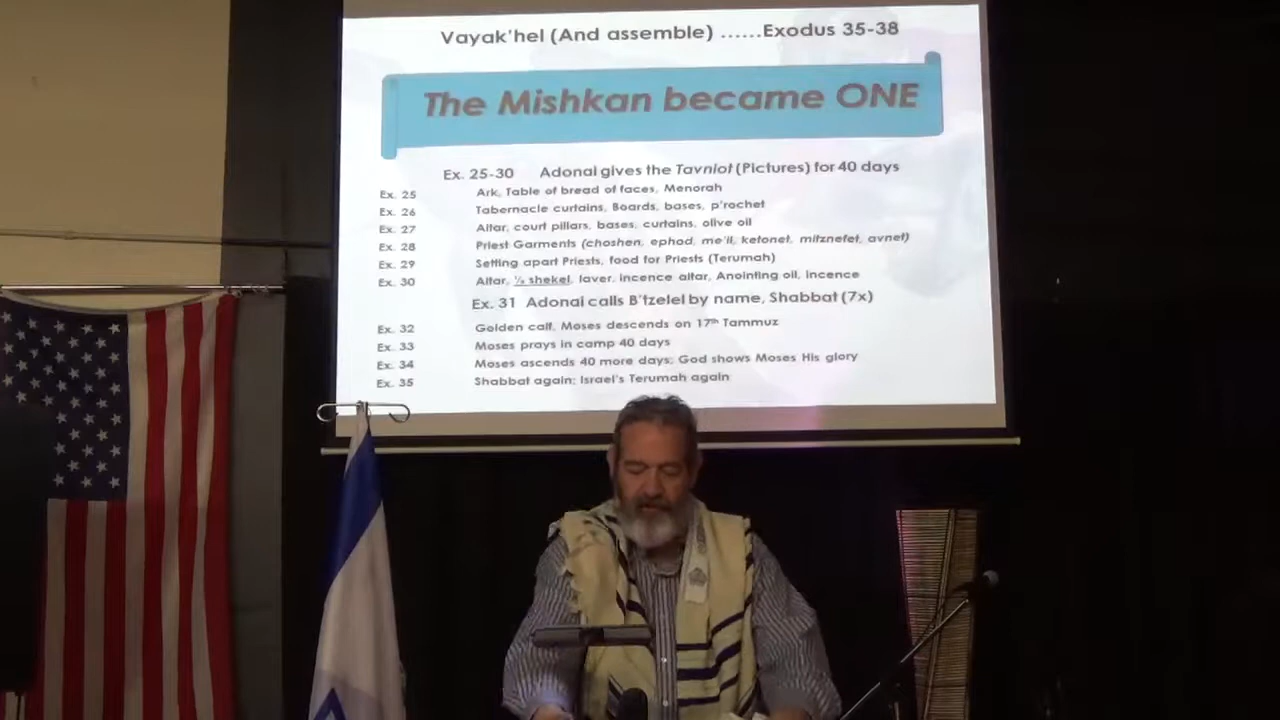 Vayak'hel (And assemble) ......Exodus 35-38
The Mishkan became ONE
Ex. 25-30 Adonai gives the Tavniot (Pictures) for 40 days
Ex. 25 Ark, Table of bread of faces, Menorah
Ex. 26 Tabernacle curtains, Boards, bases, p'rochet
Ex. 27 Altar, court pillars, bases, curtains, olive oil
Ex. 28 Priest Garments (choshen, ephod, me'il, ketonet, mitznefet, avnet)
Ex. 29 Setting apart Priests, food for Priests (Terumah)
Ex. 30 Altar, ½ shekel, laver, incence altar, Anointing oil, incence
Ex. 31 Adonai calls B'tzelel by name, Shabbat (7x)
Ex. 32 Golden calf, Moses descends on 17th Tammuz
Ex. 33 Moses prays in camp 40 days
Ex. 34 Moses ascends 40 more days; God shows Moses His glory
Ex. 35 Shabbat again; Israel's Terumah again